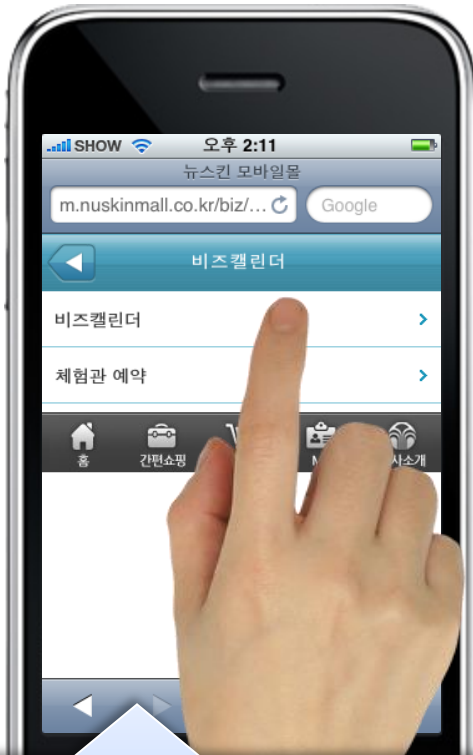 SHOW 오후 2:11
뉴스킨 모바일몰
m.nuskinmall.co.kr/biz/... Google
비즈캘린더
비즈캘린더
체험관 예약
홈 간편쇼핑 사소개